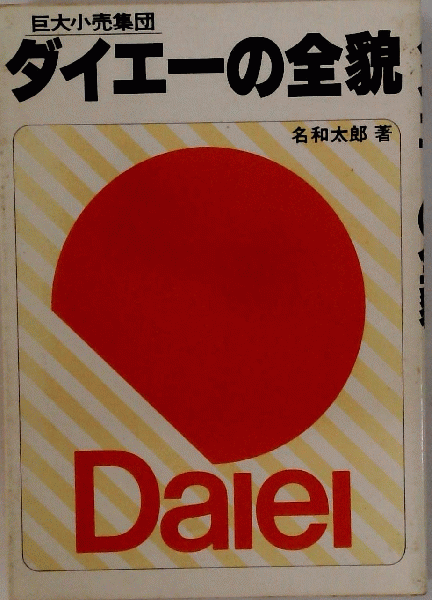 巨大小売集団
ダイエーの全貌
名和太郎 著
Daiei